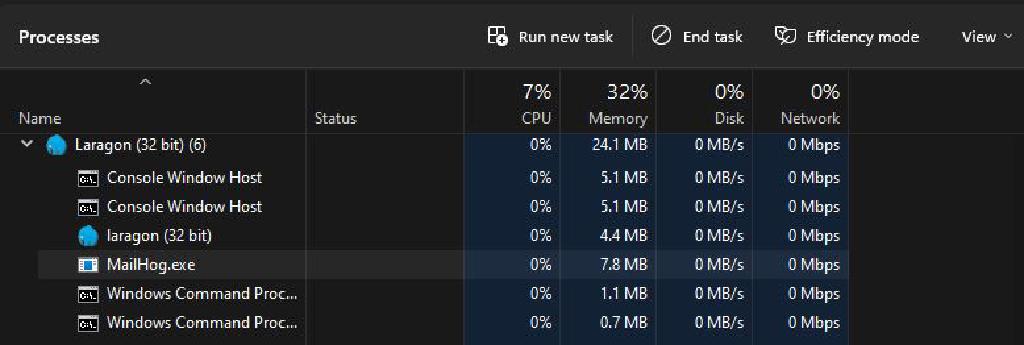 Processes Run new task End task Efficiency mode View
7% 32% 0% 0%
Name Status CPU Memory Disk Network
Laragon (32 bit) (6) 0% 24.1 MB 0 MB/s 0 Mbps
Console Window Host 0% 5.1 MB 0 MB/s 0 Mbps
Console Window Host 0% 5.1 MB 0 MB/s 0 Mbps
laragon (32 bit) 0% 4.4 MB 0 MB/s 0 Mbps
MailHog.exe 0% 7.8 MB 0 MB/s 0 Mbps
Windows Command Proc... 0% 1.1 MB 0 MB/s 0 Mbps
Windows Command Proc... 0% 0.7 MB 0 MB/s 0 Mbps